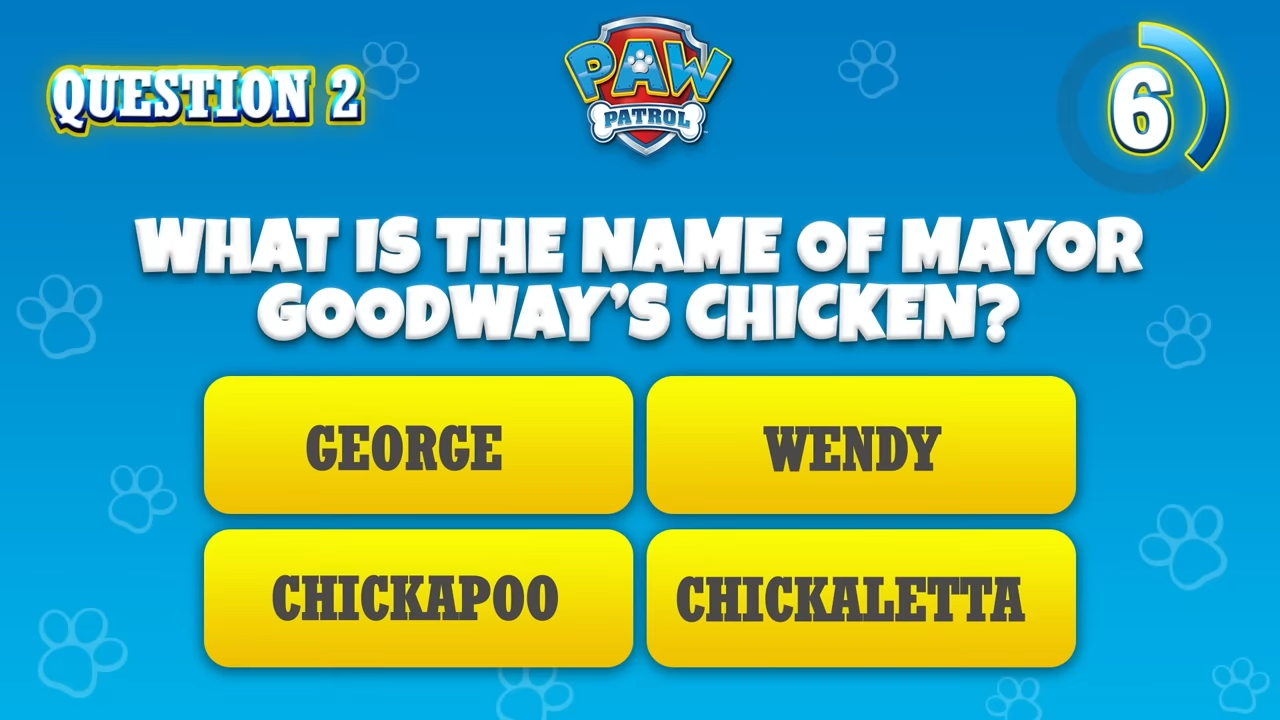 QUESTION 2
PAW
PATROL
6
WHAT IS THE NAME OF MAYOR
GOODWAY'S CHICKEN?
GEORGE
WENDY
CHICKAPOO
CHICKALETTA